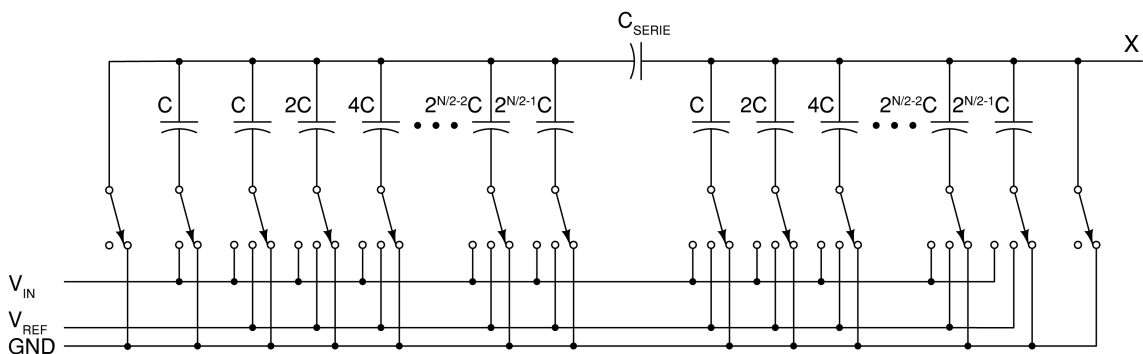 C_SERIE
X
C C 2C 4C 2^{N/2-2}C 2^{N/2-1}C C 2C 4C 2^{N/2-2}C 2^{N/2-1}C
V_IN
V_REF
GND